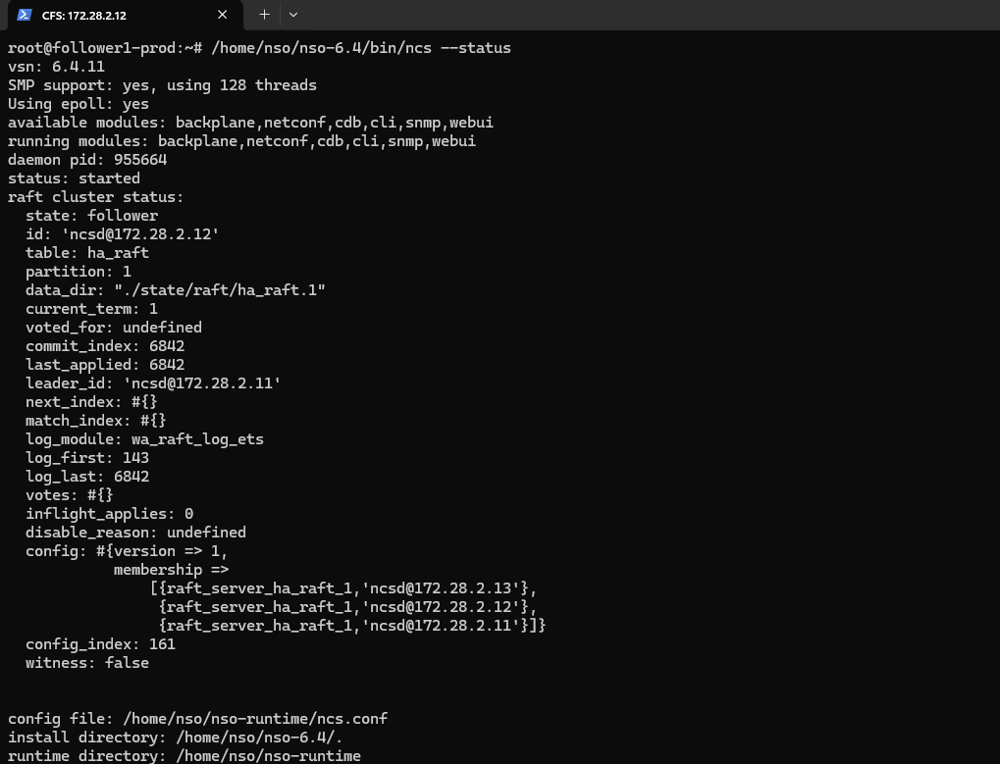 CFS: 172.28.2.12
root@follower1-prod:~# /home/nso/nso-6.4/bin/ncs --status
vsn: 6.4.11
SMP support: yes, using 128 threads
Using epoll: yes
available modules: backplane,netconf,cdb,cli,snmp,webui
running modules: backplane,netconf,cdb,cli,snmp,webui
daemon pid: 955664
status: started
raft cluster status:
  state: follower
  id: 'ncsd@172.28.2.12'
  table: ha_raft
  partition: 1
  data_dir: "./state/raft/ha_raft.1"
  current_term: 1
  voted_for: undefined
  commit_index: 6842
  last_applied: 6842
  leader_id: 'ncsd@172.28.2.11'
  next_index: #{}
  match_index: #{}
  log_module: wa_raft_log_ets
  log_first: 143
  log_last: 6842
  votes: #{}
  inflight_applies: 0
  disable_reason: undefined
  config: #{version => 1,
            membership =>
                [{raft_server_ha_raft_1,'ncsd@172.28.2.13'},
                 {raft_server_ha_raft_1,'ncsd@172.28.2.12'},
                 {raft_server_ha_raft_1,'ncsd@172.28.2.11'}]}
  config_index: 161
  witness: false
config file: /home/nso/nso-runtime/ncs.conf
install directory: /home/nso/nso-6.4/.
runtime directory: /home/nso/nso-runtime